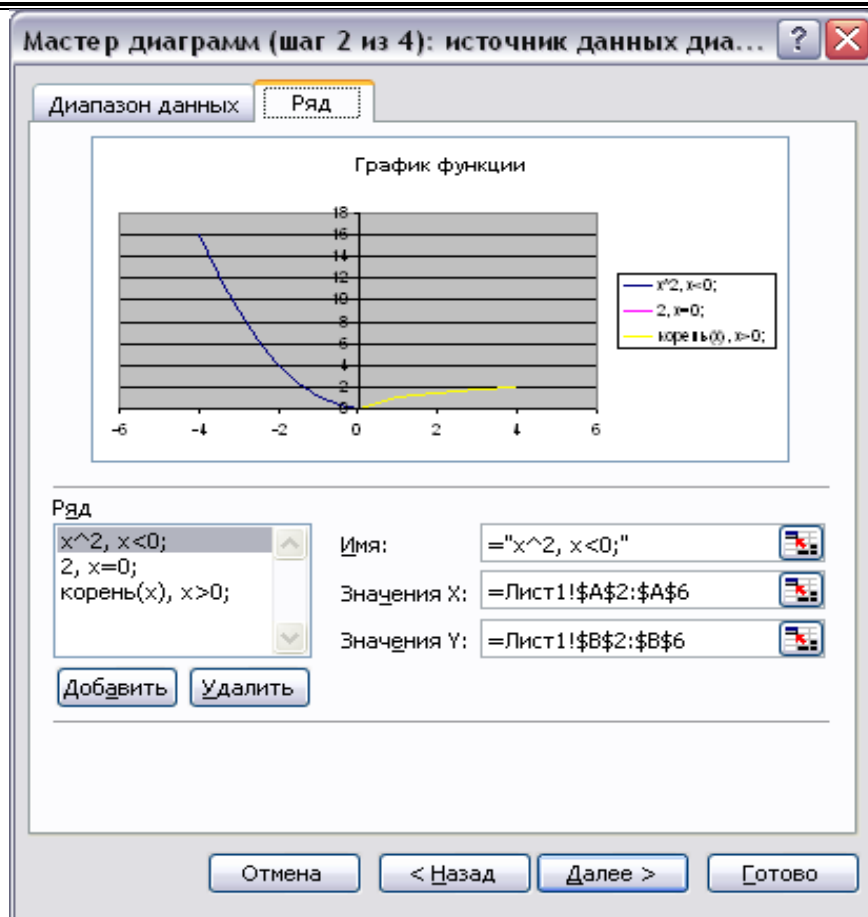 Мастер диаграмм (шаг 2 из 4): источник данных диа...
Диапазон данных
Ряд
График функции
18
16
14
12
10
8
6
4
2
0
-6 -4 -2 0 2 4 6
x^2, x<0;
2, x=0;
корень(x), x>0;
Ряд
x^2, x<0;
2, x=0;
корень(x), x>0;
Имя: ="x^2, x<0;"
Значения X: =Лист1!$A$2:$A$6
Значения Y: =Лист1!$B$2:$B$6
Добавить Удалить
Отмена < Назад Далее > Готово